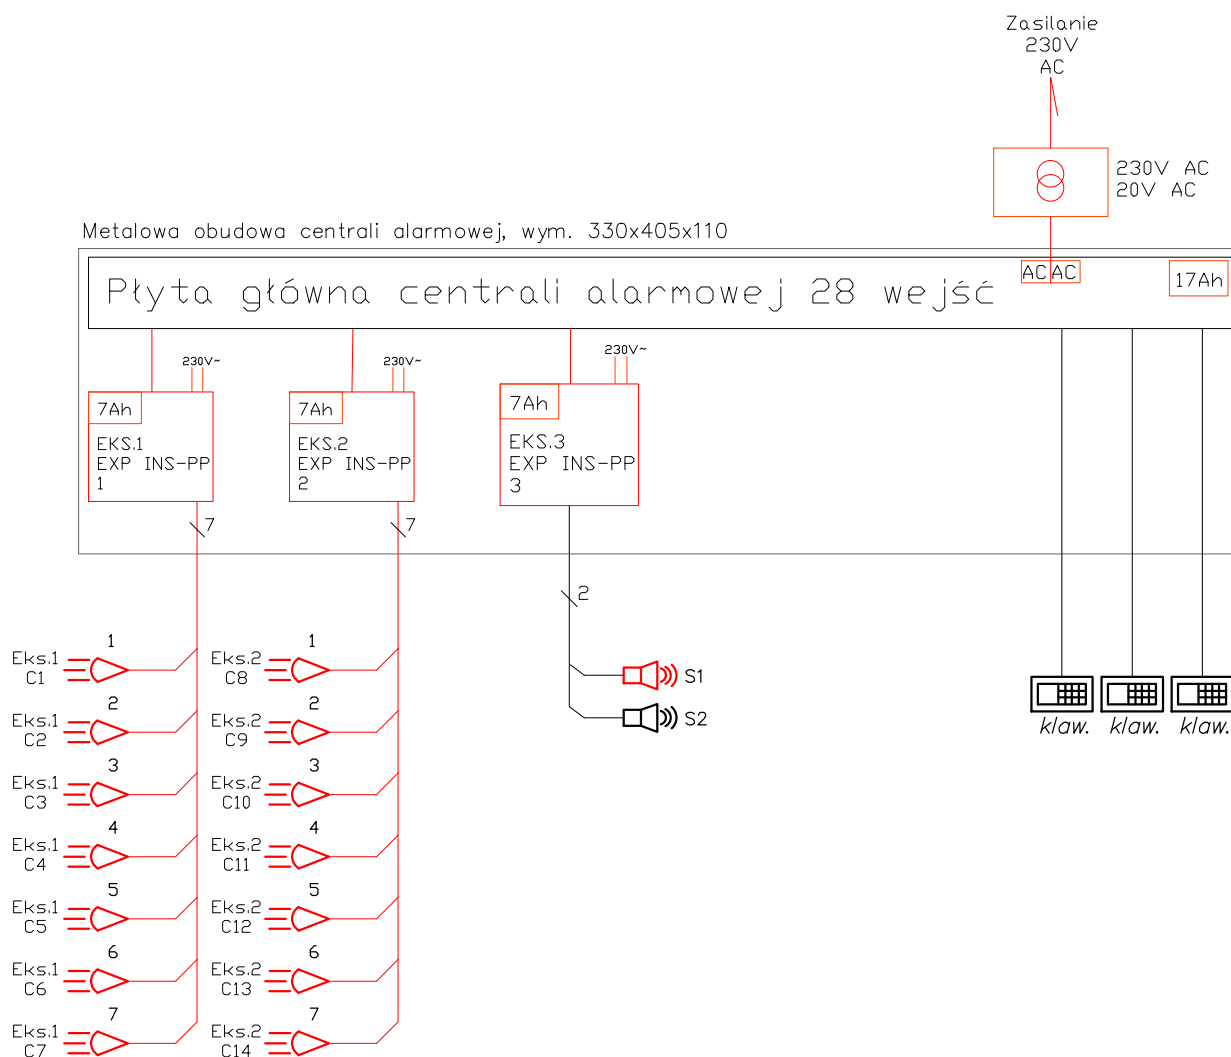 Zasilanie
230V
AC
230V AC
20V AC
Metalowa obudowa centrali alarmowej, wym. 330x405x110
Płyta główna centrali alarmowej 28 wejść
AC AC
17Ah
230V~
230V~
230V~
7Ah
EKS.1
EXP INS-PP
1
7Ah
EKS.2
EXP INS-PP
2
7Ah
EKS.3
EXP INS-PP
3
7
7
2
1
Eks.1
C1
2
Eks.1
C2
3
Eks.1
C3
4
Eks.1
C4
5
Eks.1
C5
6
Eks.1
C6
7
Eks.1
C7
1
Eks.2
C8
2
Eks.2
C9
3
Eks.2
C10
4
Eks.2
C11
5
Eks.2
C12
6
Eks.2
C13
7
Eks.2
C14
S1
S2
klaw.
klaw.
klaw.